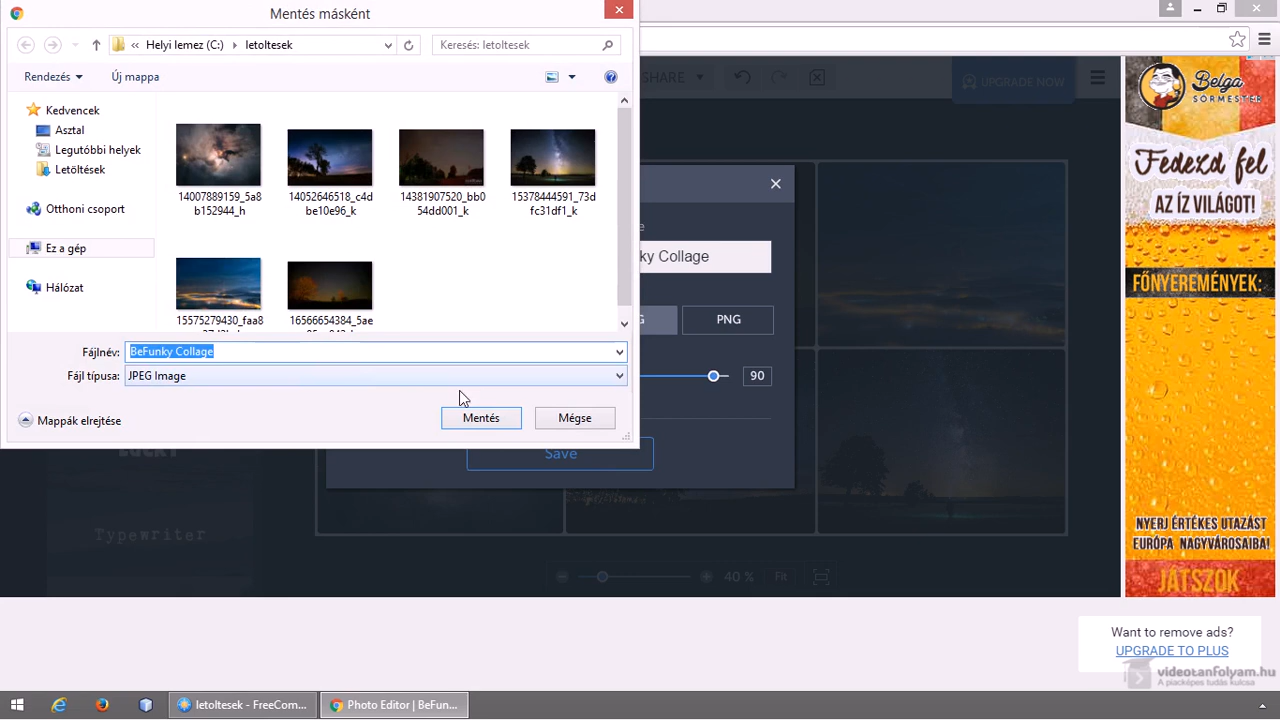 Mentés másként
Helyi lemez (C:) letoltesek
Keresés: letoltesek
Rendezés
Új mappa
SHARE
UPGRADE NOW
Kedvencek
Asztal
Legutóbbi helyek
Letöltések
Otthoni csoport
Ez a gép
Hálózat
14007889159_5a8
b152944_h
14052646518_c4d
be10e96_k
14381907520_bb0
54dd001_k
15378444591_73d
fc31df1_k
15575279430_faa8
16566654384_5ae
Fájlnév:
BeFunky Collage
Fájl típusa:
JPEG Image
Mappák elrejtése
Mentés
Mégse
ky Collage
PNG
90
Save
LUCKY
Typewriter
40 %
Fit
Belga
SÖRMESTER
Fedezd fel
AZ ÍZ VILÁGOT!
FŐNYEREMÉNYEK:
NYERJ ÉRTÉKES UTAZÁST
EURÓPA NAGYVÁROSAIBA!
JÁTSZOK
Want to remove ads?
UPGRADE TO PLUS
videotanfolyam.hu
A piacképes tudás kulcsa
letoltesek - FreeCom...
Photo Editor | BeFun...